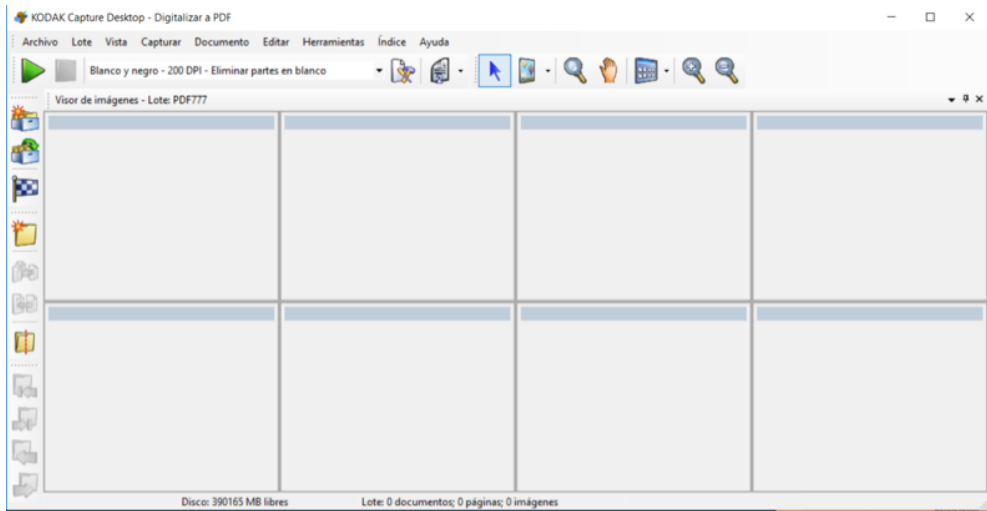 KODAK Capture Desktop - Digitalizar a PDF
Archivo Lote Vista Capturar Documento Editar Herramientas Índice Ayuda
Blanco y negro - 200 DPI - Eliminar partes en blanco
Visor de imágenes - Lote: PDF777
Disco: 390165 MB libres Lote: 0 documentos; 0 páginas; 0 imágenes